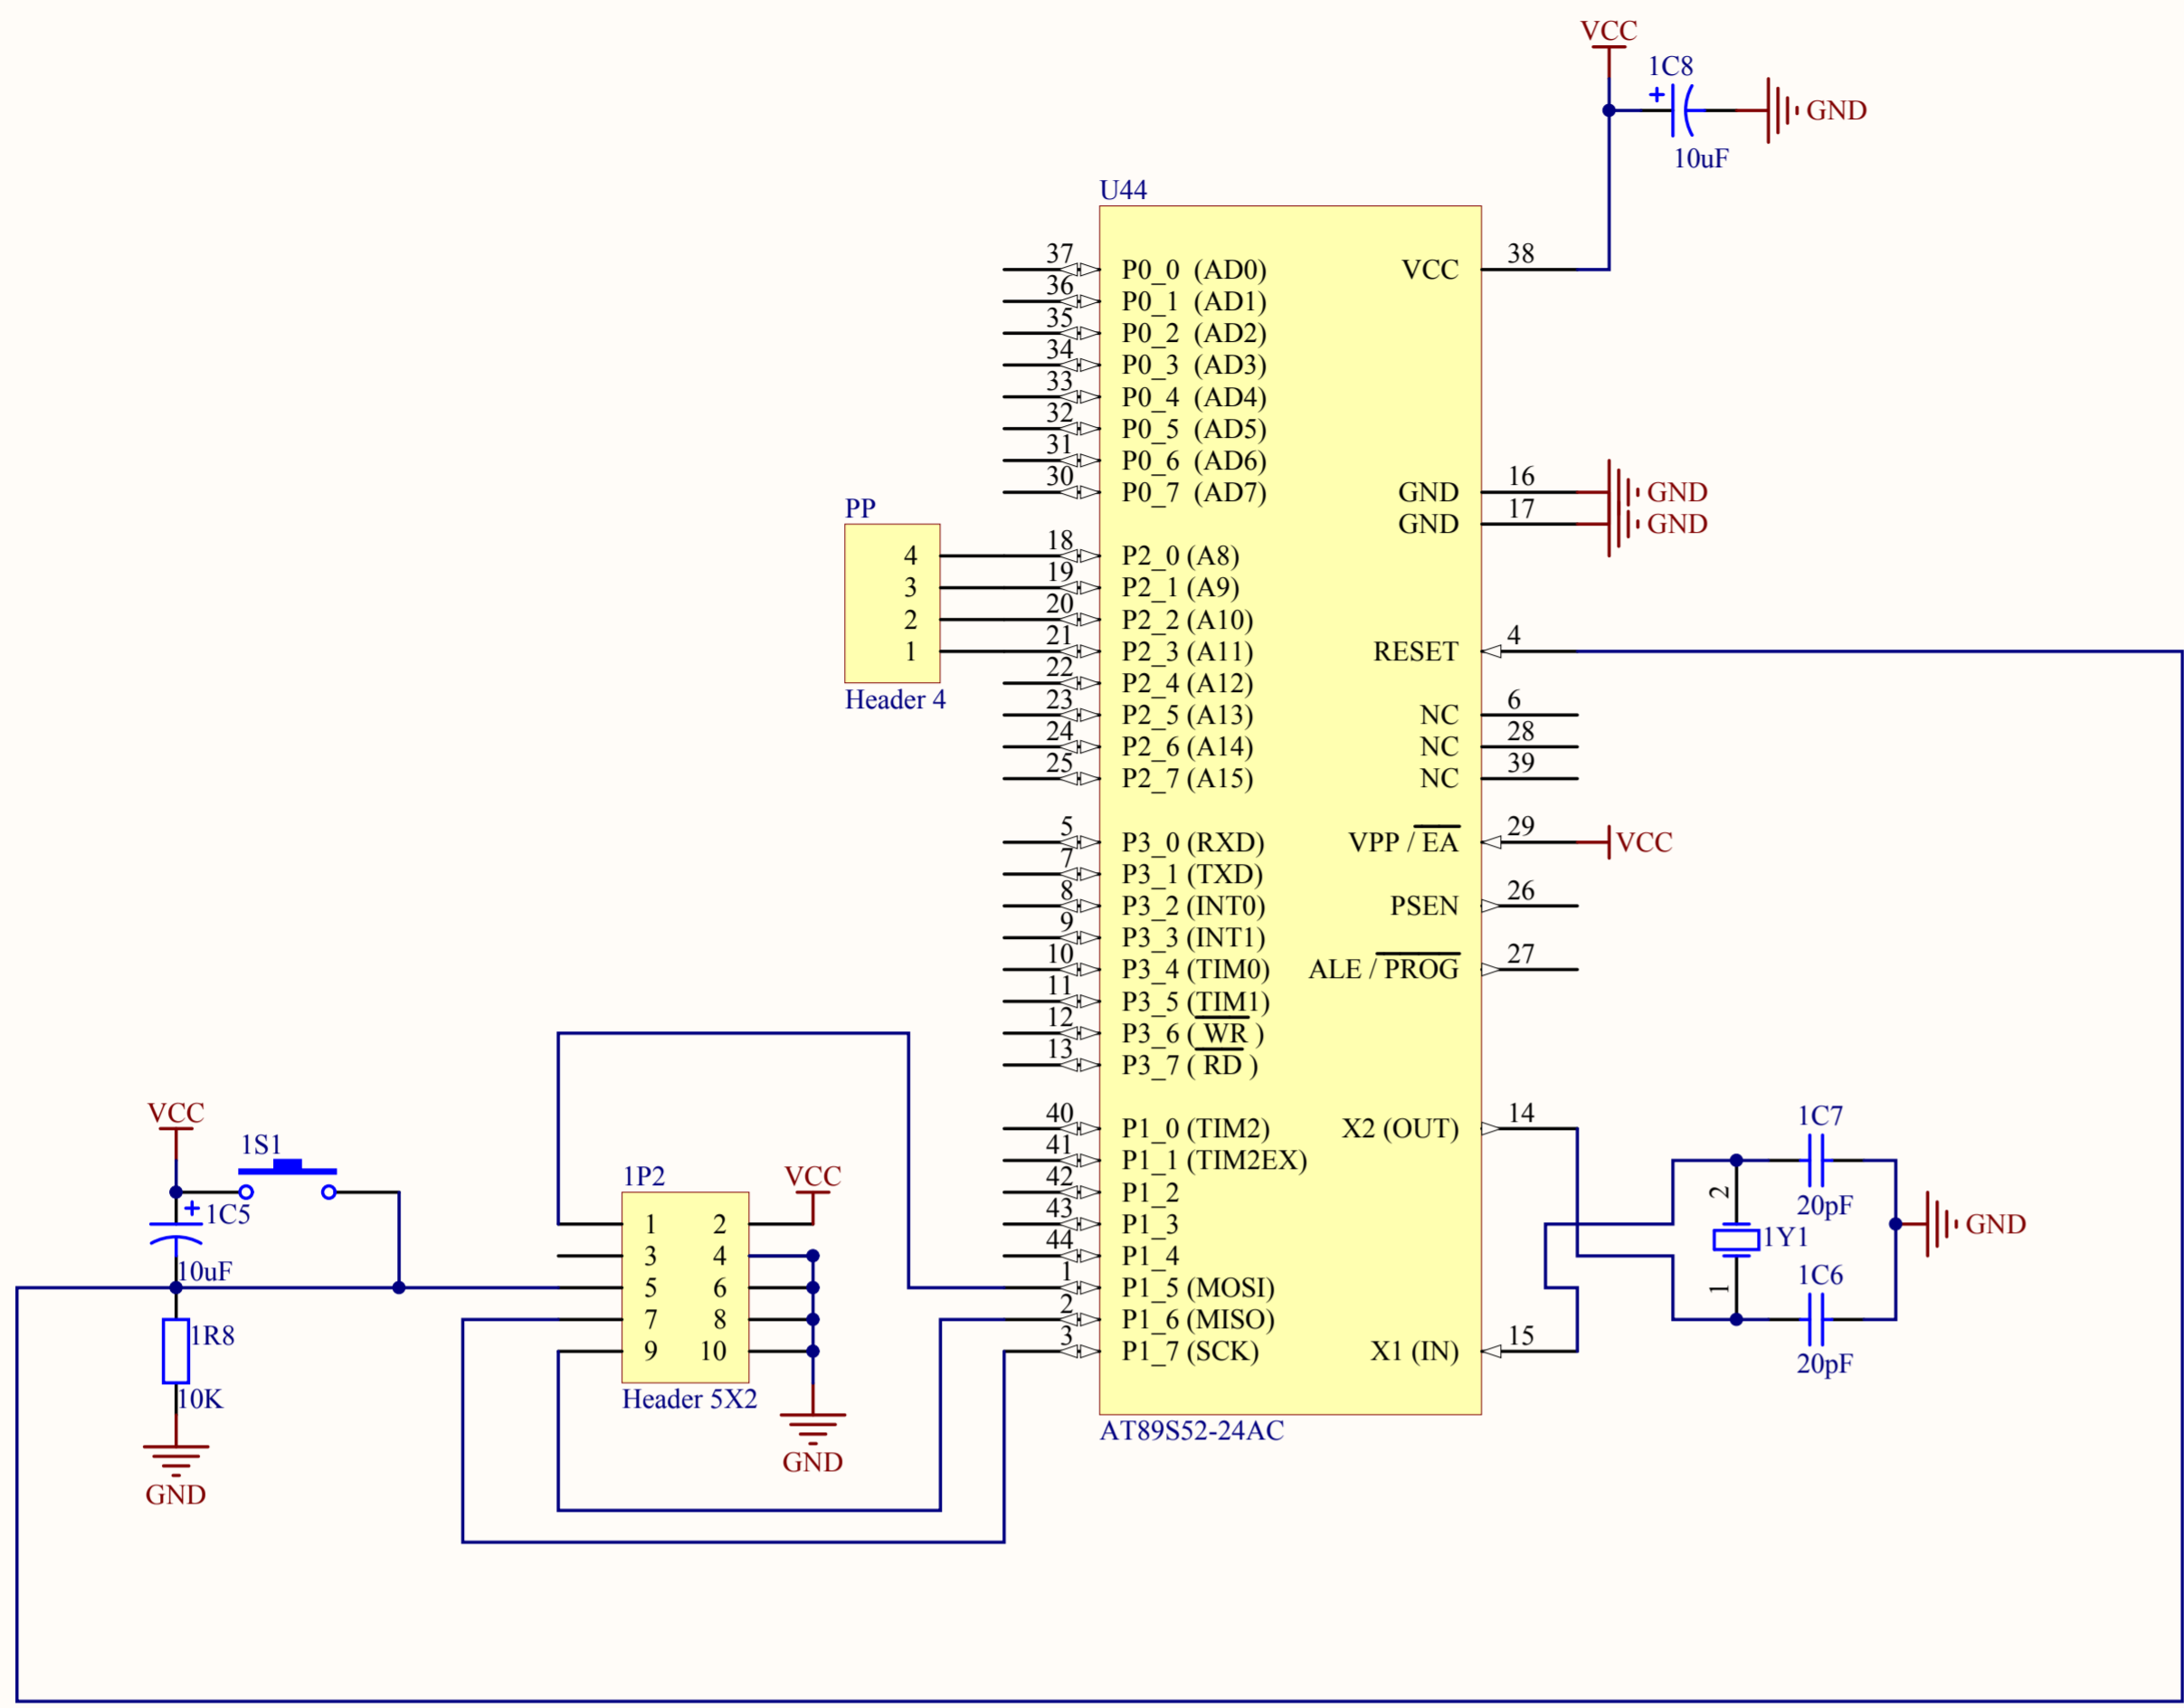 VCC
1C8
+
GND
10uF
U44
37 P0_0 (AD0) VCC 38
36 P0_1 (AD1)
35 P0_2 (AD2)
34 P0_3 (AD3)
33 P0_4 (AD4)
32 P0_5 (AD5)
31 P0_6 (AD6)
30 P0_7 (AD7) GND 16 GND
GND 17 GND
PP
4 18 P2_0 (A8)
3 19 P2_1 (A9)
2 20 P2_2 (A10)
1 21 P2_3 (A11) RESET 4
Header 4
22 P2_4 (A12)
23 P2_5 (A13) NC 6
24 P2_6 (A14) NC 28
25 P2_7 (A15) NC 39
5 P3_0 (RXD) VPP / EA 29 VCC
7 P3_1 (TXD)
8 P3_2 (INT0) PSEN 26
9 P3_3 (INT1)
10 P3_4 (TIM0) ALE / PROG 27
11 P3_5 (TIM1)
12 P3_6 ( WR )
13 P3_7 ( RD )
40 P1_0 (TIM2) X2 (OUT) 14
41 P1_1 (TIM2EX)
42 P1_2
43 P1_3
44 P1_4
1 P1_5 (MOSI)
2 P1_6 (MISO)
3 P1_7 (SCK) X1 (IN) 15
AT89S52-24AC
VCC
1S1
+ 1C5
10uF
1R8
10K
GND
1P2
VCC
1 2
3 4
5 6
7 8
9 10
Header 5X2
GND
1C7
20pF
2
1Y1
1
1C6
20pF
GND